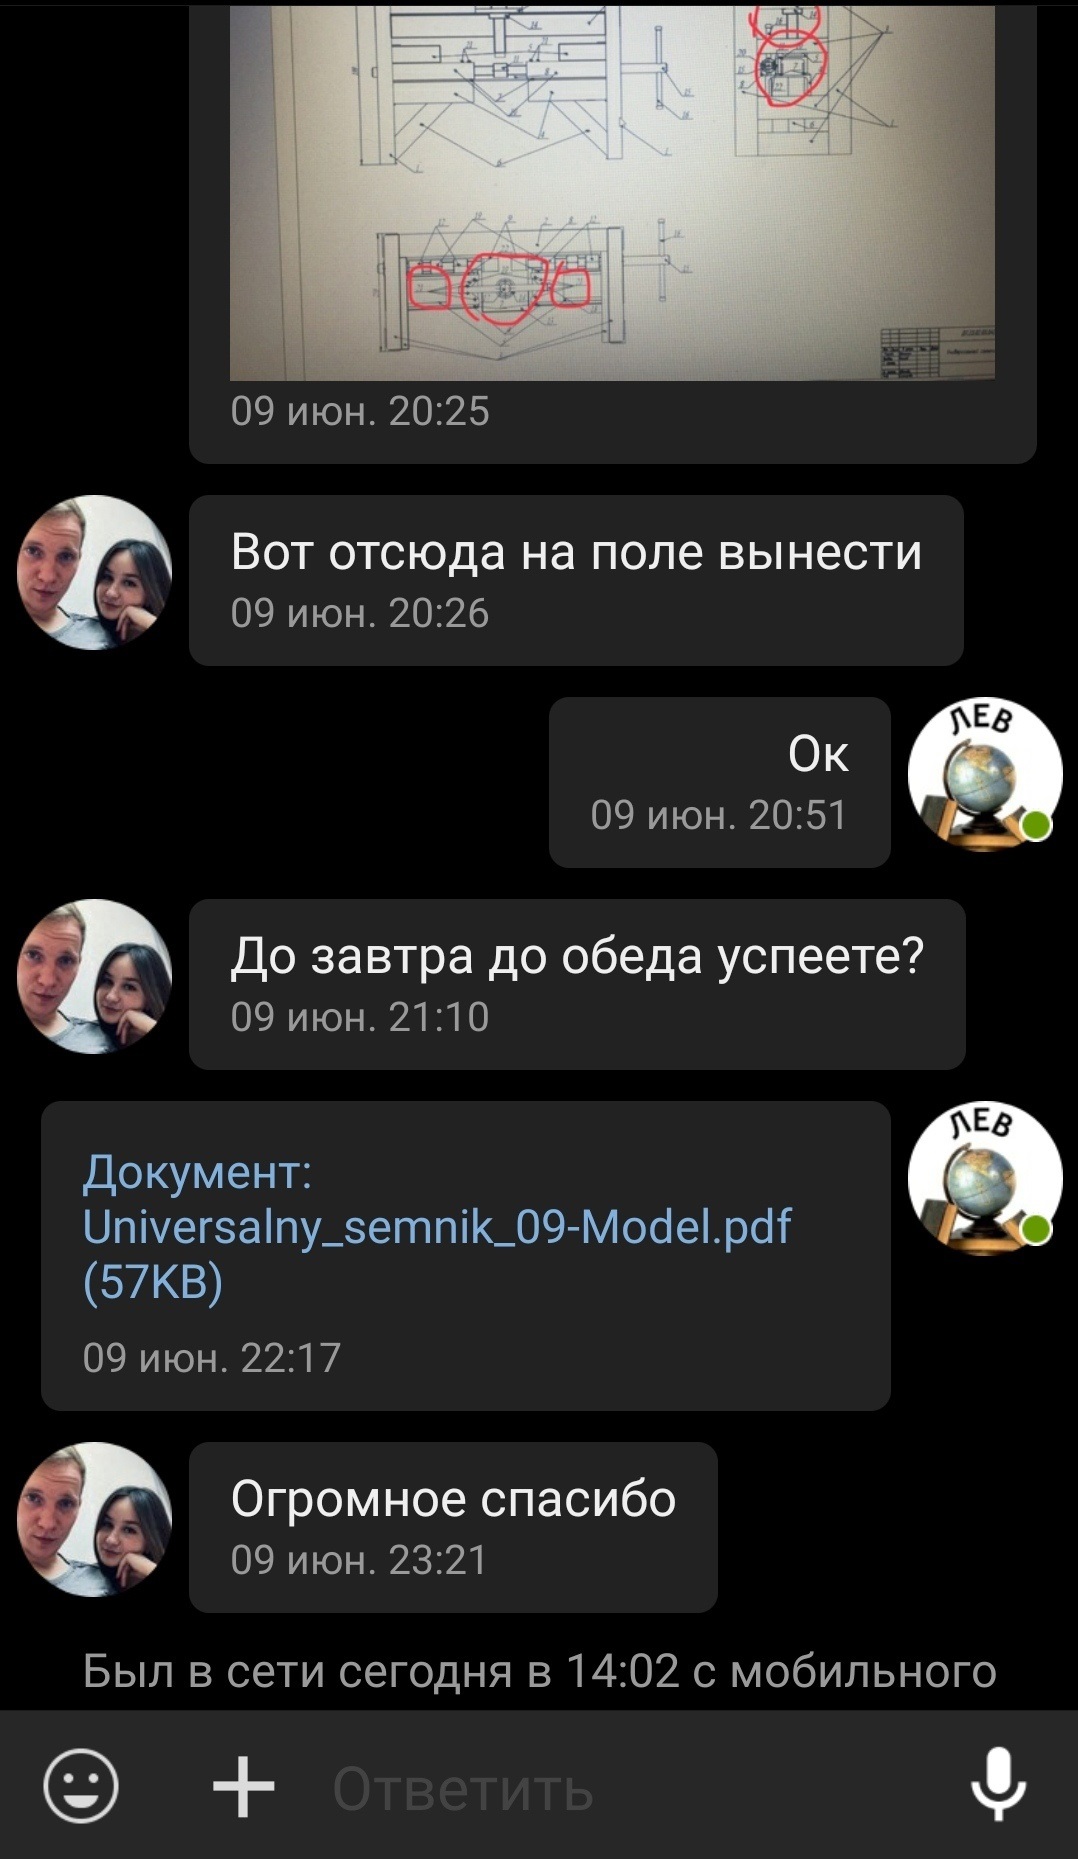 09 июн. 20:25
Вот отсюда на поле вынести
09 июн. 20:26
Ок
09 июн. 20:51
ЛЕВ
До завтра до обеда успеете?
09 июн. 21:10
Документ:
Universalny_semnik_09-Model.pdf
(57KB)
09 июн. 22:17
ЛЕВ
Огромное спасибо
09 июн. 23:21
Был в сети сегодня в 14:02 с мобильного
Ответить